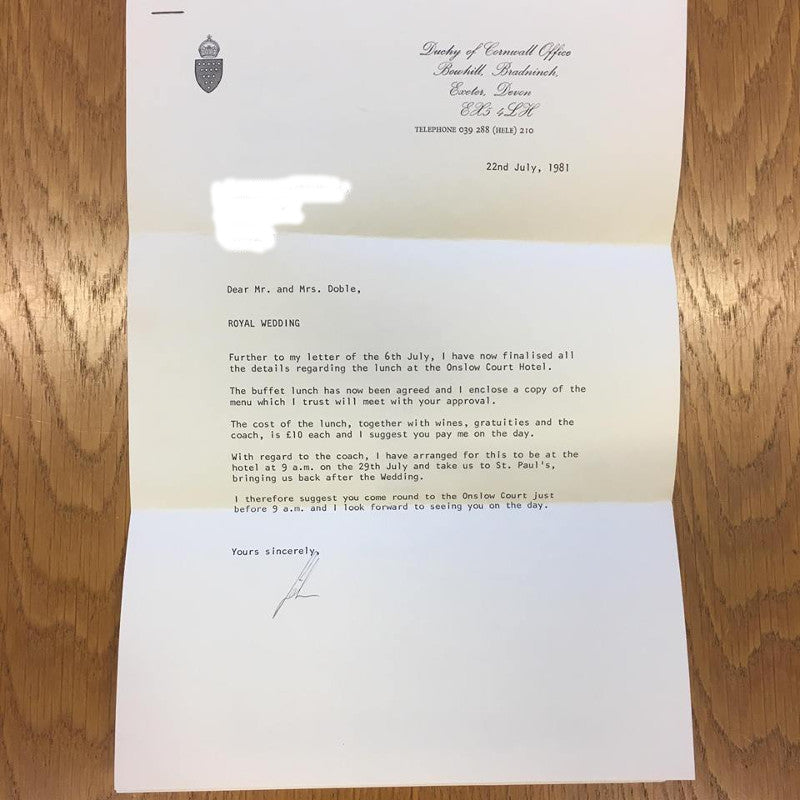 Duchy of Cornwall Office
Bowhill, Bradninch,
Exeter, Devon
EX5 4LH
TELEPHONE 039 288 (HELE) 210
22nd July, 1981
Dear Mr. and Mrs. Doble,
ROYAL WEDDING
Further to my letter of the 6th July, I have now finalised all
the details regarding the lunch at the Onslow Court Hotel.
The buffet lunch has now been agreed and I enclose a copy of the
menu which I trust will meet with your approval.
The cost of the lunch, together with wines, gratuities and the
coach, is £10 each and I suggest you pay me on the day.
With regard to the coach, I have arranged for this to be at the
hotel at 9 a.m. on the 29th July and take us to St. Paul's,
bringing us back after the Wedding.
I therefore suggest you come round to the Onslow Court just
before 9 a.m. and I look forward to seeing you on the day.
Yours sincerely,